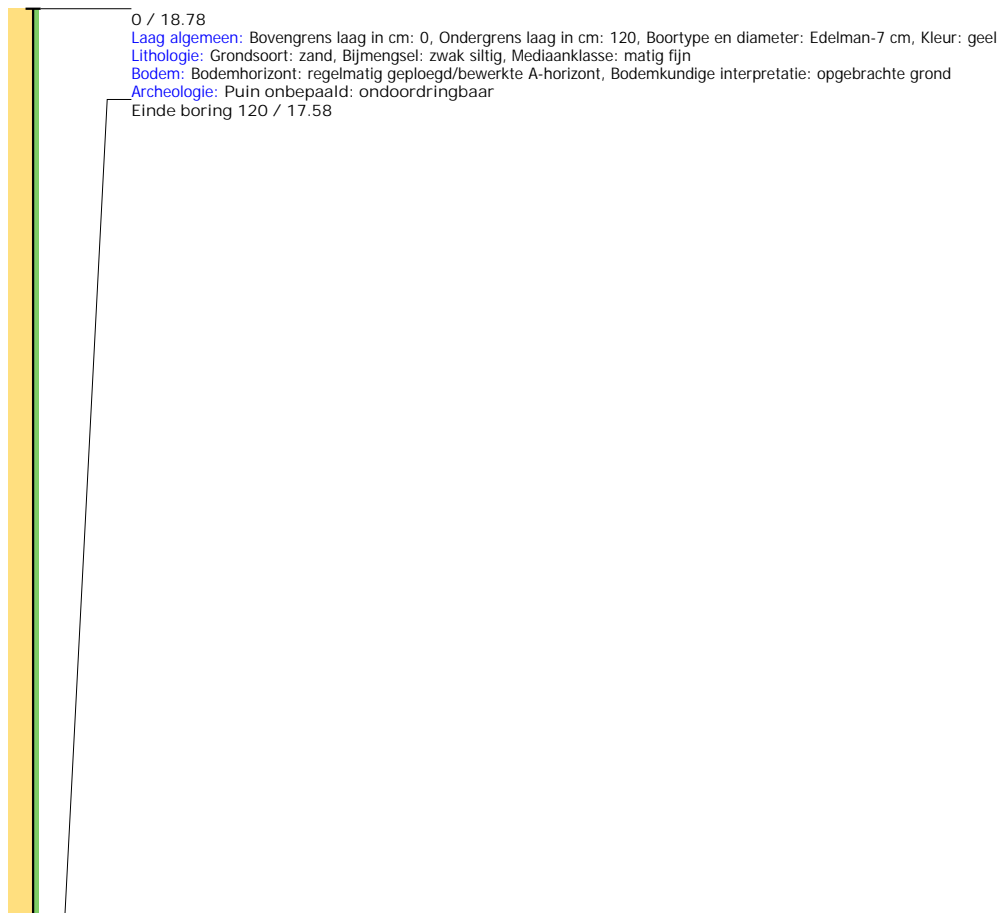 0 / 18.78
Laag algemeen: Bovengrens laag in cm: 0, Ondergrens laag in cm: 120, Boortype en diameter: Edelman-7 cm, Kleur: geel
Lithologie: Grondsoort: zand, Bijmengsel: zwak siltig, Mediaanklasse: matig fijn
Bodem: Bodemhorizont: regelmatig geploegd/bewerkte A-horizont, Bodemkundige interpretatie: opgebrachte grond
Archeologie: Puin onbepaald: ondoordringbaar
Einde boring 120 / 17.58